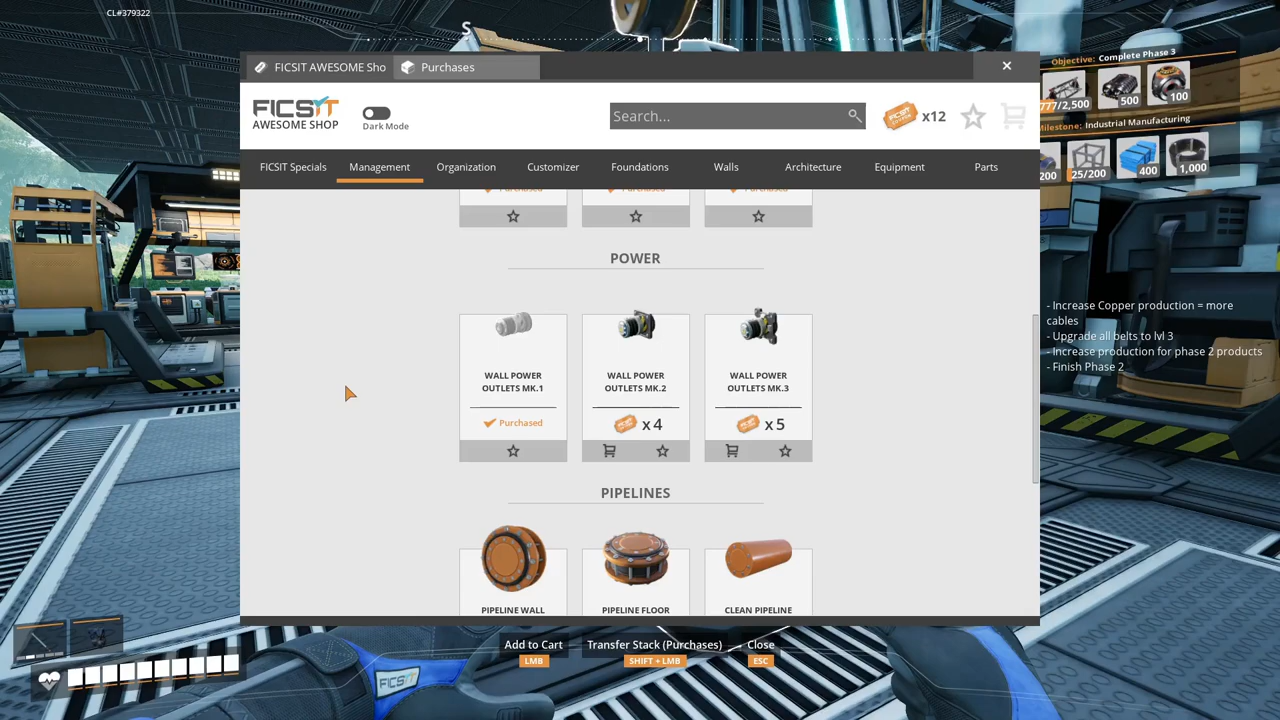 CL#379322
S
FICSIT AWESOME Sho
Purchases
FICSIT
AWESOME SHOP
Dark Mode
Search...
x12
FICSIT Specials
Management
Organization
Customizer
Foundations
Walls
Architecture
Equipment
Parts
Purchased
Purchased
POWER
WALL POWER
OUTLETS MK.1
Purchased
WALL POWER
OUTLETS MK.2
x 4
WALL POWER
OUTLETS MK.3
x 5
PIPELINES
PIPELINE WALL
PIPELINE FLOOR
CLEAN PIPELINE
Objective: Complete Phase 3
777/2,500
500
100
Milestone: Industrial Manufacturing
200
25/200
400
1,000
- Increase Copper production = more
cables
- Upgrade all belts to lvl 3
- Increase production for phase 2 products
- Finish Phase 2
Add to Cart
LMB
Transfer Stack (Purchases)
SHIFT + LMB
Close
ESC
FICSIT